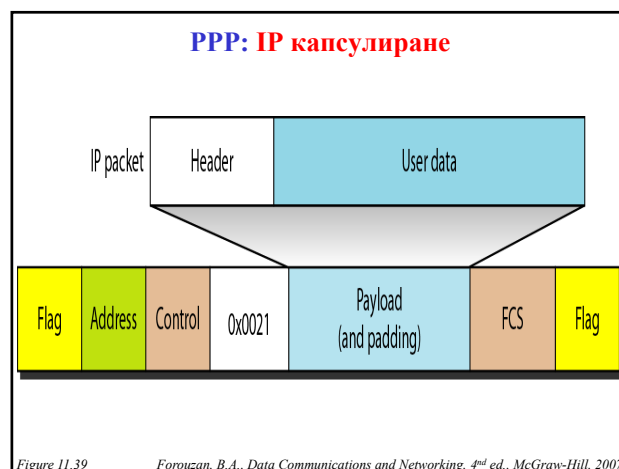 PPP: IP капсулиране
IP packet Header User data
Flag Address Control 0x0021 Payload (and padding) FCS Flag
Figure 11.39 Forouzan, B.A., Data Communications and Networking, 4nd ed., McGraw-Hill, 2007